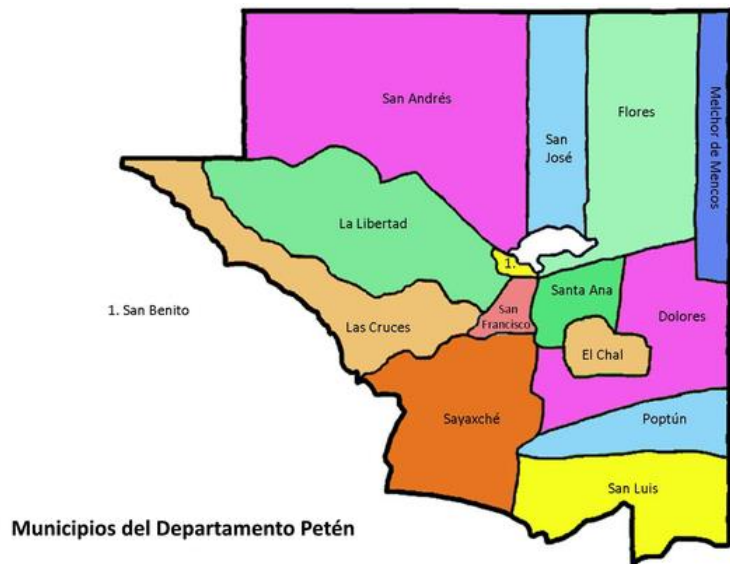 San Andrés
San
José
Flores
Melchor de Mencos
La Libertad
1.
1. San Benito
Las Cruces
San
Francisco
Santa Ana
Dolores
El Chal
Sayaxché
Poptún
San Luis
Municipios del Departamento Petén